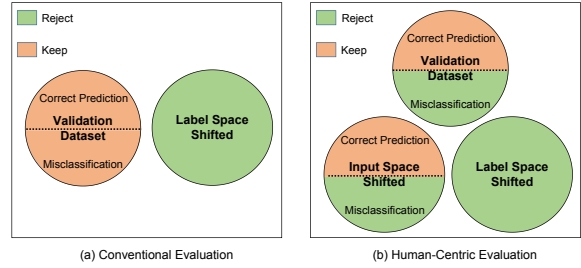 Reject
Keep
Correct Prediction
Validation
Dataset
Misclassification
Label Space
Shifted
(a) Conventional Evaluation
Reject
Keep
Correct Prediction
Validation
Dataset
Misclassification
Correct Prediction
Input Space
Shifted
Misclassification
Label Space
Shifted
(b) Human-Centric Evaluation